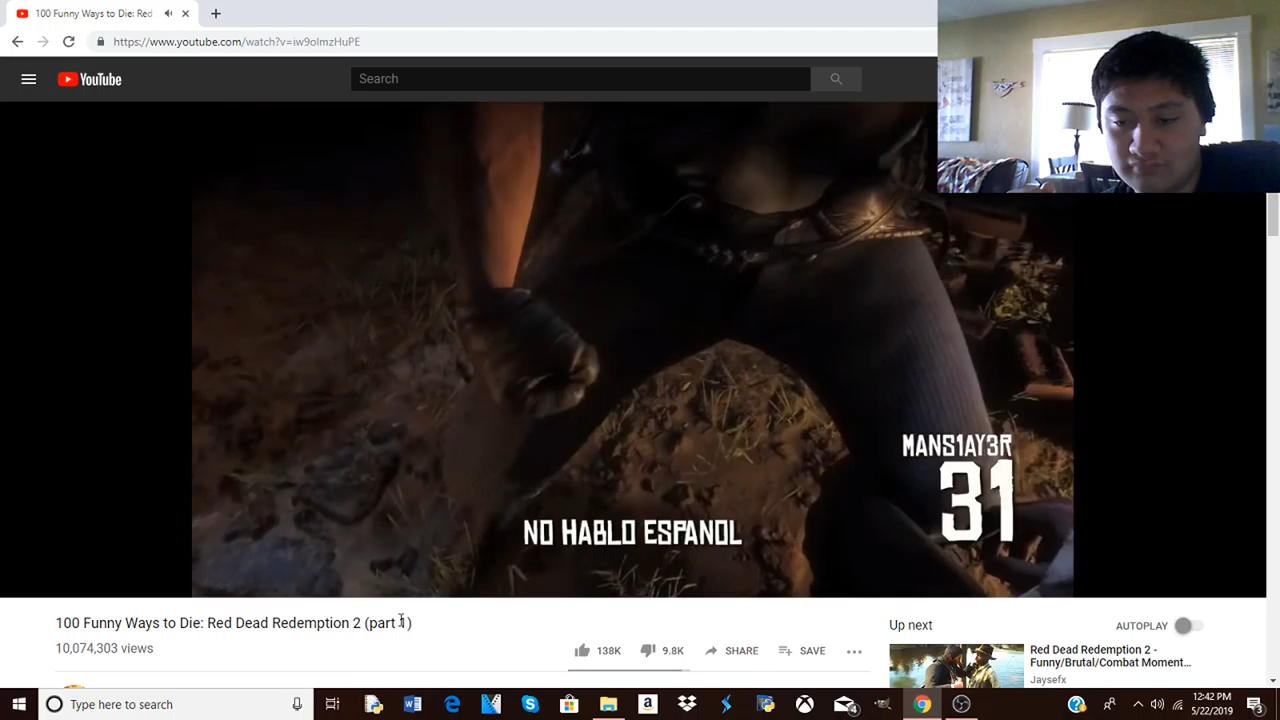 100 Funny Ways to Die: Red
https://www.youtube.com/watch?v=iw9olmzHuPE
YouTube
Search
MANS1AY3R
31
NO HABLO ESPANOL
100 Funny Ways to Die: Red Dead Redemption 2 (part 1)
10,074,303 views
138K
9.8K
SHARE
SAVE
Up next
AUTOPLAY
Red Dead Redemption 2 -
Funny/Brutal/Combat Moment...
Jaysefx
Type here to search
4
12:42 PM
5/22/2019
3